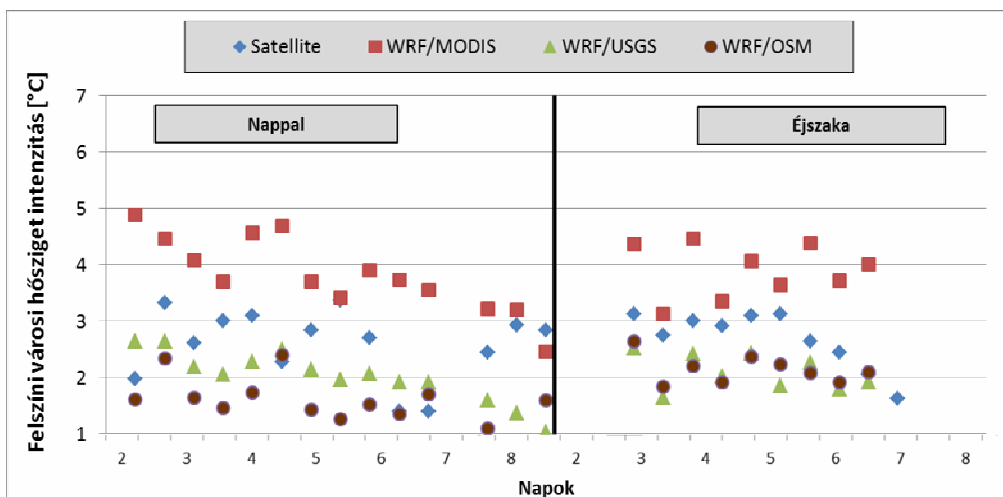 Satellite WRF/MODIS WRF/USGS WRF/OSM
Felszíni városi hősziget intenzitás [°C]
Nappal
Éjszaka
7
6
5
4
3
2
1
2 3 4 5 6 7 8 2 3 4 5 6 7 8
Napok